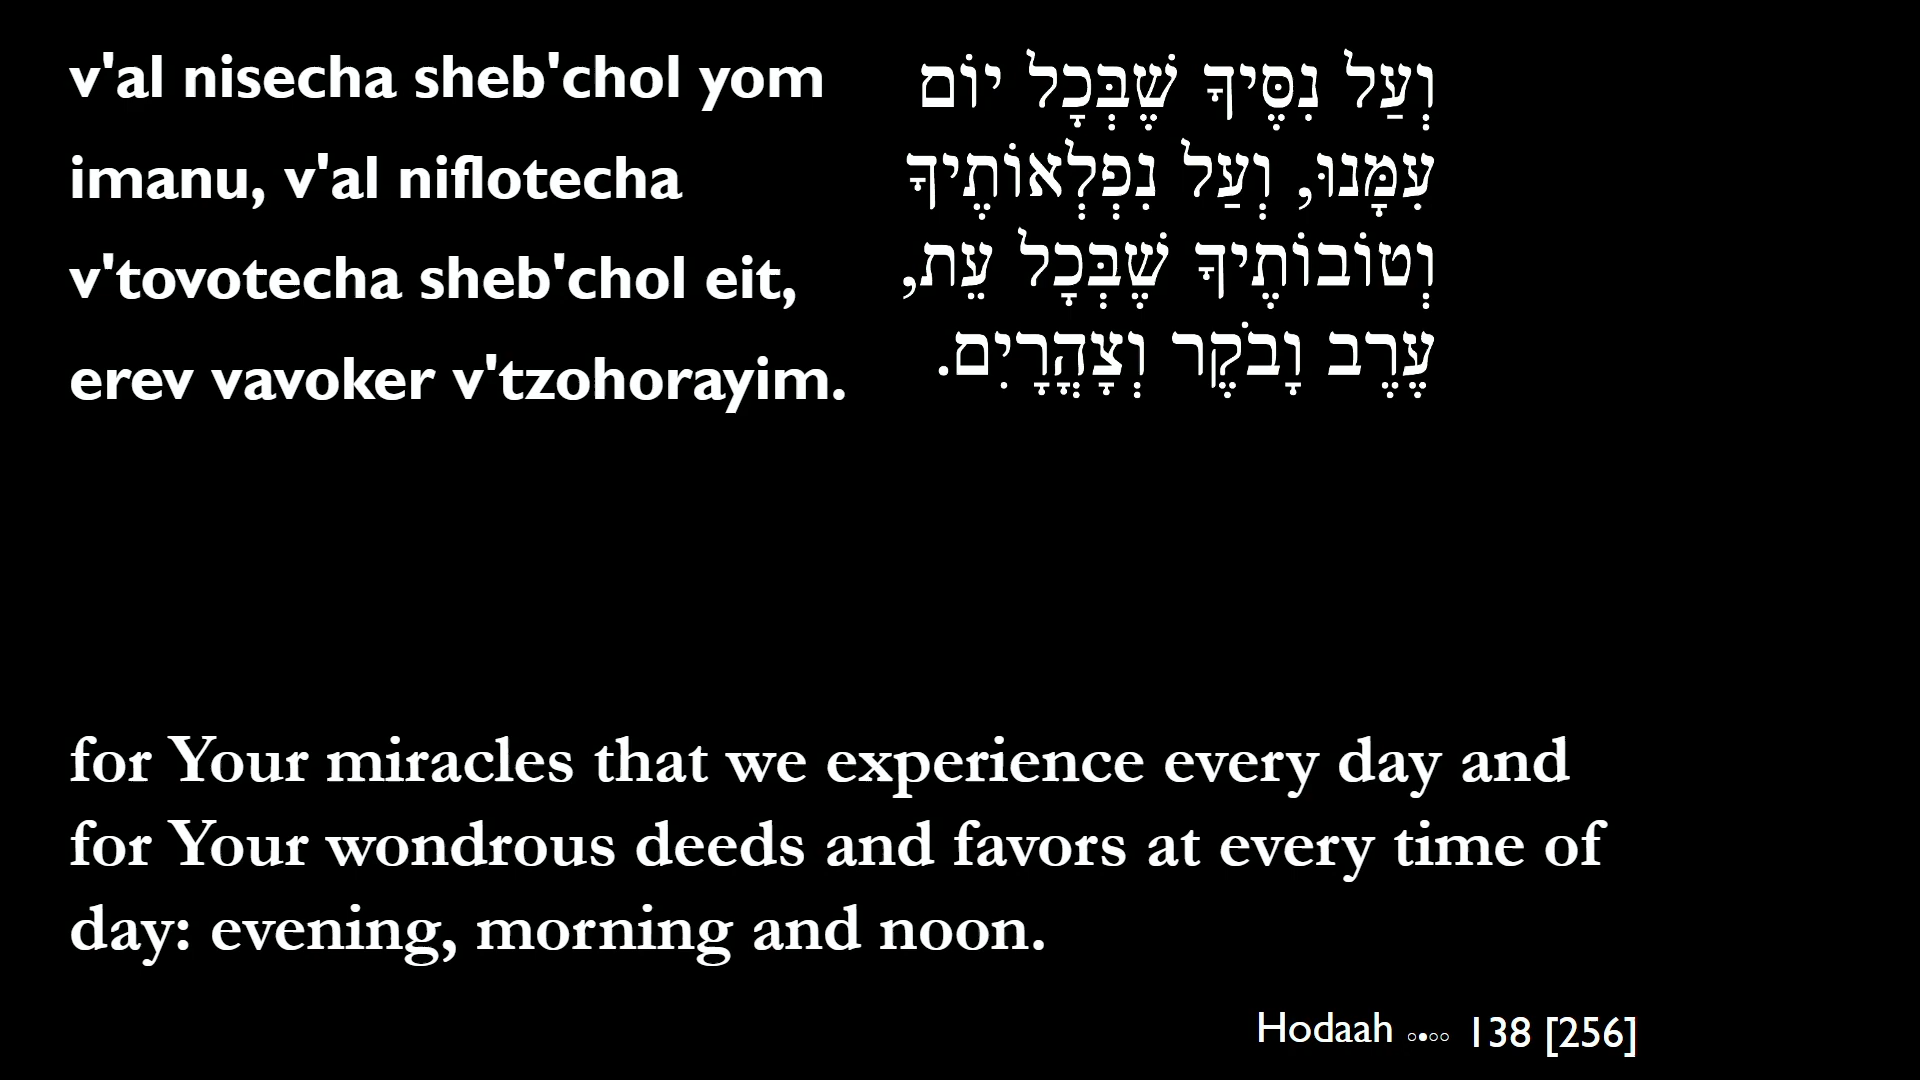 v'al nisecha sheb'chol yom
imanu, v'al niflotecha
v'tovotecha sheb'chol eit,
erev vavoker v'tzohorayim.
וְעַל נִסֶּיךָ שֶׁבְּכָל יוֹם
עִמָּנוּ, וְעַל נִפְלְאוֹתֶיךָ
וְטוֹבוֹתֶיךָ שֶׁבְּכָל עֵת,
עֶרֶב וָבֹקֶר וְצָהֳרָיִם.
for Your miracles that we experience every day and
for Your wondrous deeds and favors at every time of
day: evening, morning and noon.
Hodaah ○●○○ 138 [256]